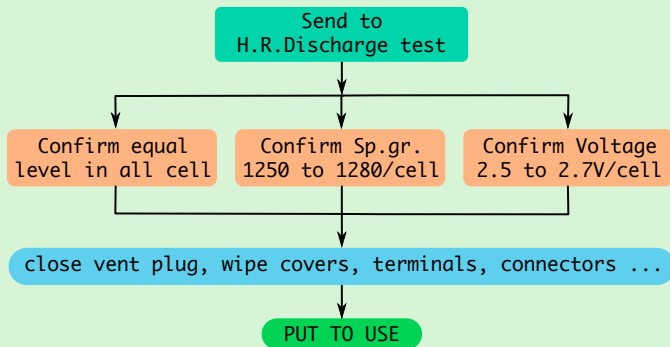 Send to
H.R.Discharge test
Confirm equal
level in all cell
Confirm Sp.gr.
1250 to 1280/cell
Confirm Voltage
2.5 to 2.7V/cell
close vent plug, wipe covers, terminals, connectors ...
PUT TO USE